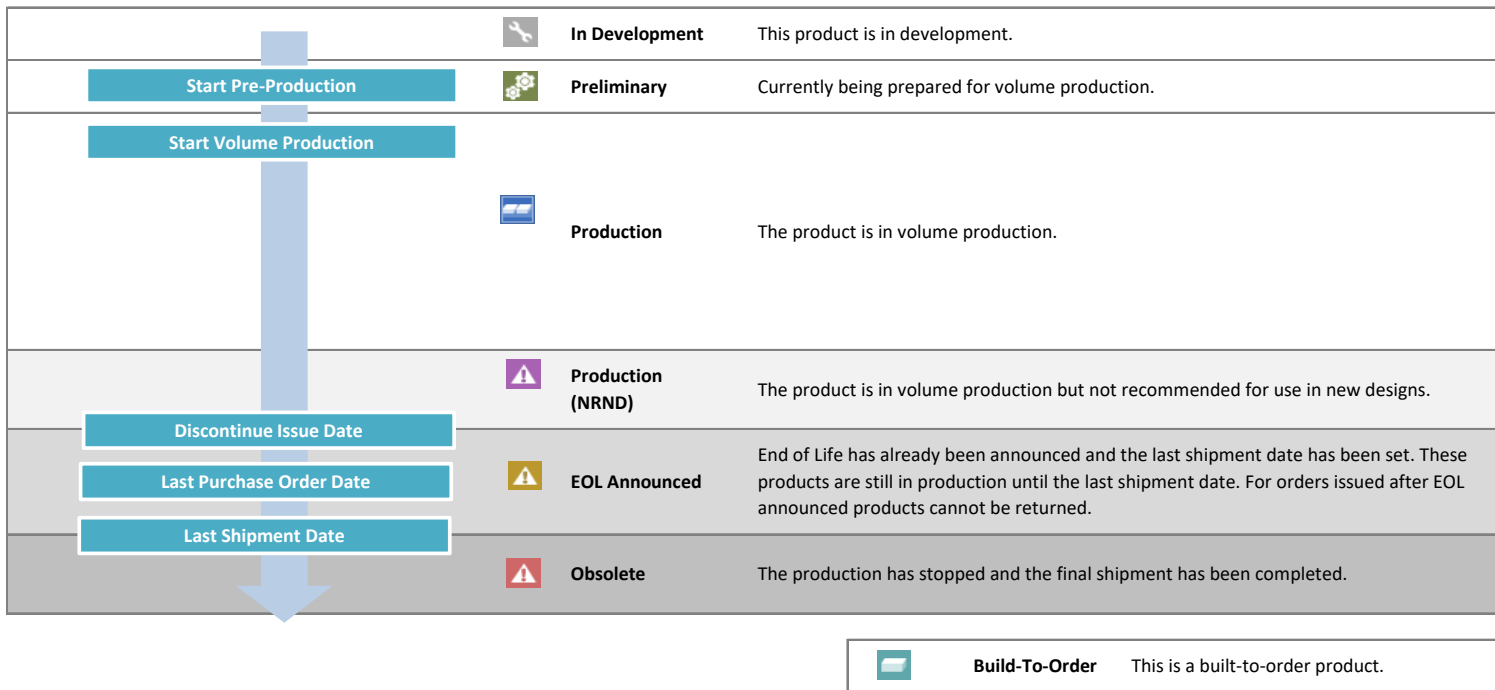 In Development This product is in development.
Start Pre-Production Preliminary Currently being prepared for volume production.
Start Volume Production
Production The product is in volume production.
Production
(NRND) The product is in volume production but not recommended for use in new designs.
Discontinue Issue Date
Last Purchase Order Date EOL Announced
End of Life has already been announced and the last shipment date has been set. These
products are still in production until the last shipment date. For orders issued after EOL
announced products cannot be returned.
Last Shipment Date
Obsolete The production has stopped and the final shipment has been completed.
Build-To-Order This is a built-to-order product.